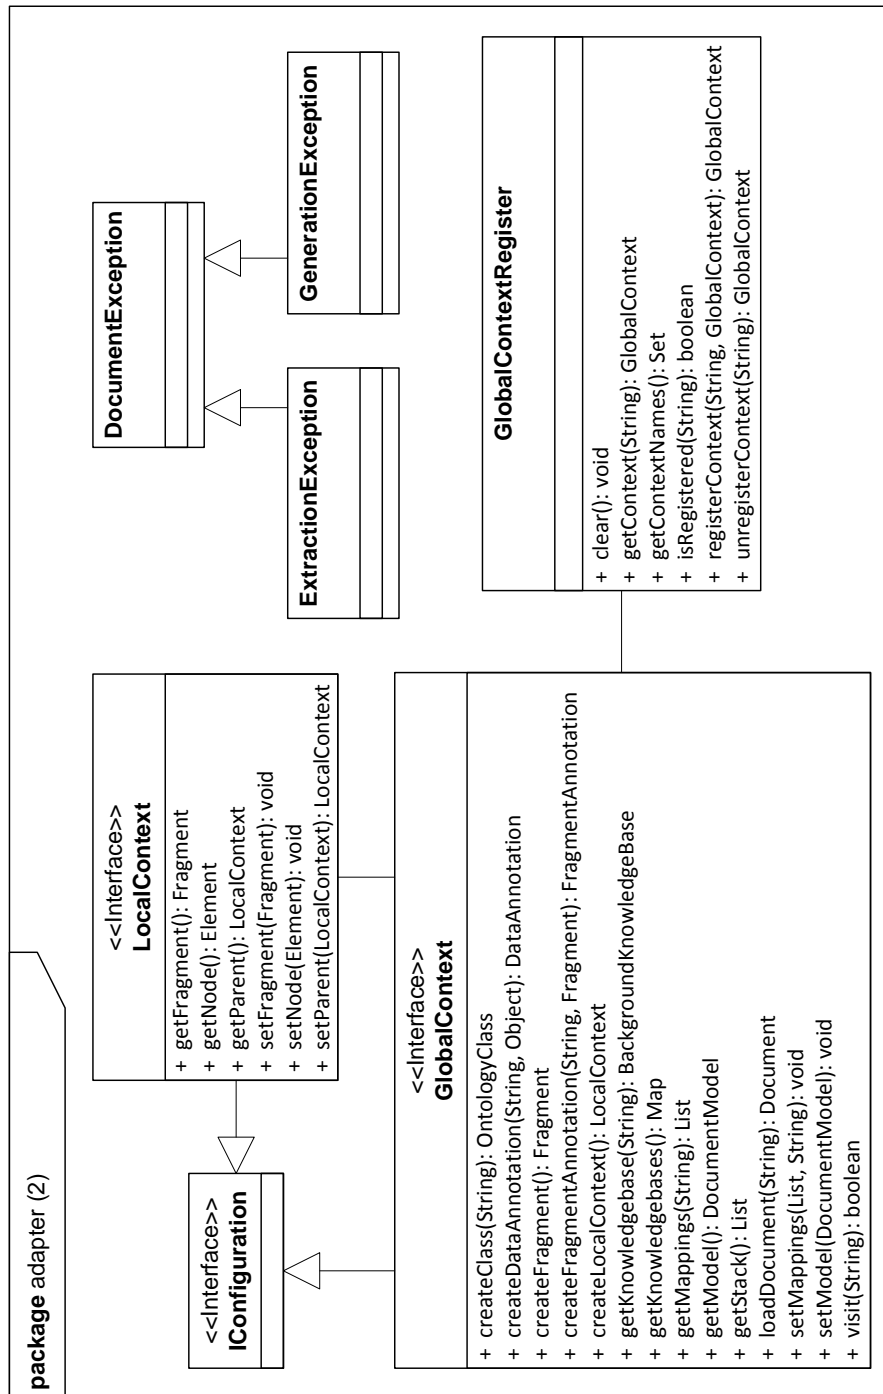 package adapter (2)
<<Interface>>
IConfiguration
<<Interface>>
LocalContext
+ getFragment(): Fragment
+ getNode(): Element
+ getParent(): LocalContext
+ setFragment(Fragment): void
+ setNode(Element): void
+ setParent(LocalContext): LocalContext
DocumentException
ExtractionException
GenerationException
<<Interface>>
GlobalContext
+ createClass(String): OntologyClass
+ createDataAnnotation(String, Object): DataAnnotation
+ createFragment(): Fragment
+ createFragmentAnnotation(String, Fragment): FragmentAnnotation
+ createLocalContext(): LocalContext
+ getKnowledgebase(String): BackgroundKnowledgeBase
+ getKnowledgebases(): Map
+ getMappings(String): List
+ getModel(): DocumentModel
+ getStack(): List
+ loadDocument(String): Document
+ setMappings(List, String): void
+ setModel(DocumentModel): void
+ visit(String): boolean
GlobalContextRegister
+ clear(): void
+ getContext(String): GlobalContext
+ getContextNames(): Set
+ isRegistered(String): boolean
+ registerContext(String, GlobalContext): GlobalContext
+ unregisterContext(String): GlobalContext